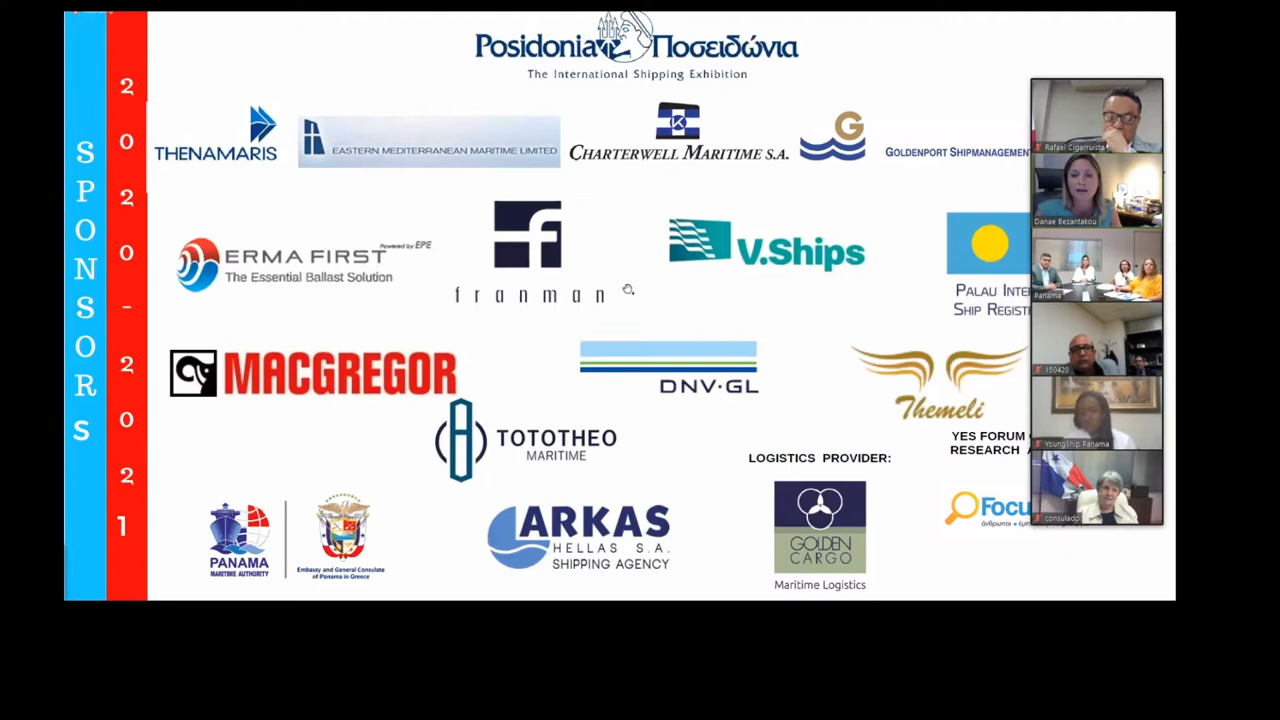 Posidonia Ποσειδώνια
The International Shipping Exhibition
SPONSORS
2020-2021
THENAMARIS
EASTERN MEDITERRANEAN MARITIME LIMITED
K
CHARTERWELL MARITIME S.A.
G
GOLDENPORT SHIPMANAGEMENT
ERMA FIRST
Powered by EPE
The Essential Ballast Solution
f
franman
V.Ships
PALAU INTE
SHIP REGIST
MACGREGOR
DNV·GL
Themeli
TOTOTHEO
MARITIME
LOGISTICS PROVIDER:
YES FORUM
RESEARCH A
PANAMA
MARITIME AUTHORITY
Embassy and General Consulate
of Panama in Greece
ARKAS
HELLAS S.A.
SHIPPING AGENCY
GOLDEN
CARGO
Maritime Logistics
Focu
άνθρωποι
Rafael Cigarruista
Danae Bezantakou
Panama
150420
YoungShip Panama
consulado